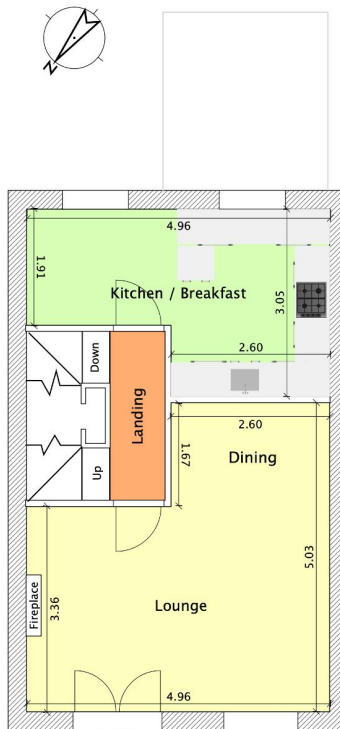 N
4.96
1.91
Kitchen / Breakfast
3.05
2.60
Down
Landing
Up
2.60
1.67
Dining
5.03
Fireplace
3.36
Lounge
4.96